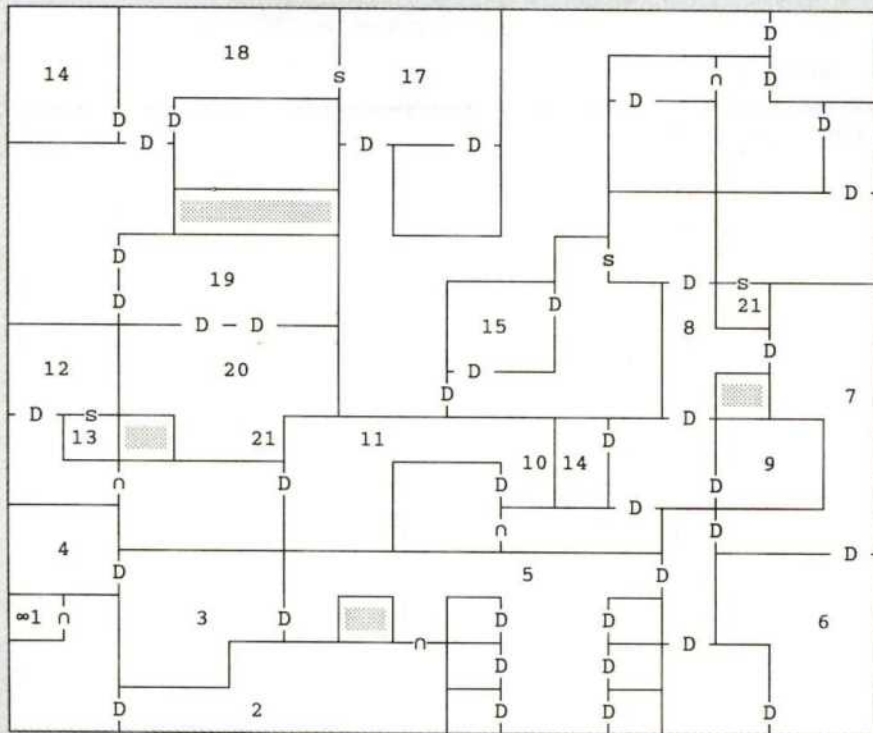 D
18
14 s 17 ∩ D
D
D D D
D D D
D
D s
19 D s
D D 21
D D 15 8
D
12 20 D
D 7
D s D
13 21 11 D
10 14 9
∩ D D D
D
∩ D
4 D
D 5 D
∞1 ∩ 3 D D D 6
∩ D
D D
D 2 D D D